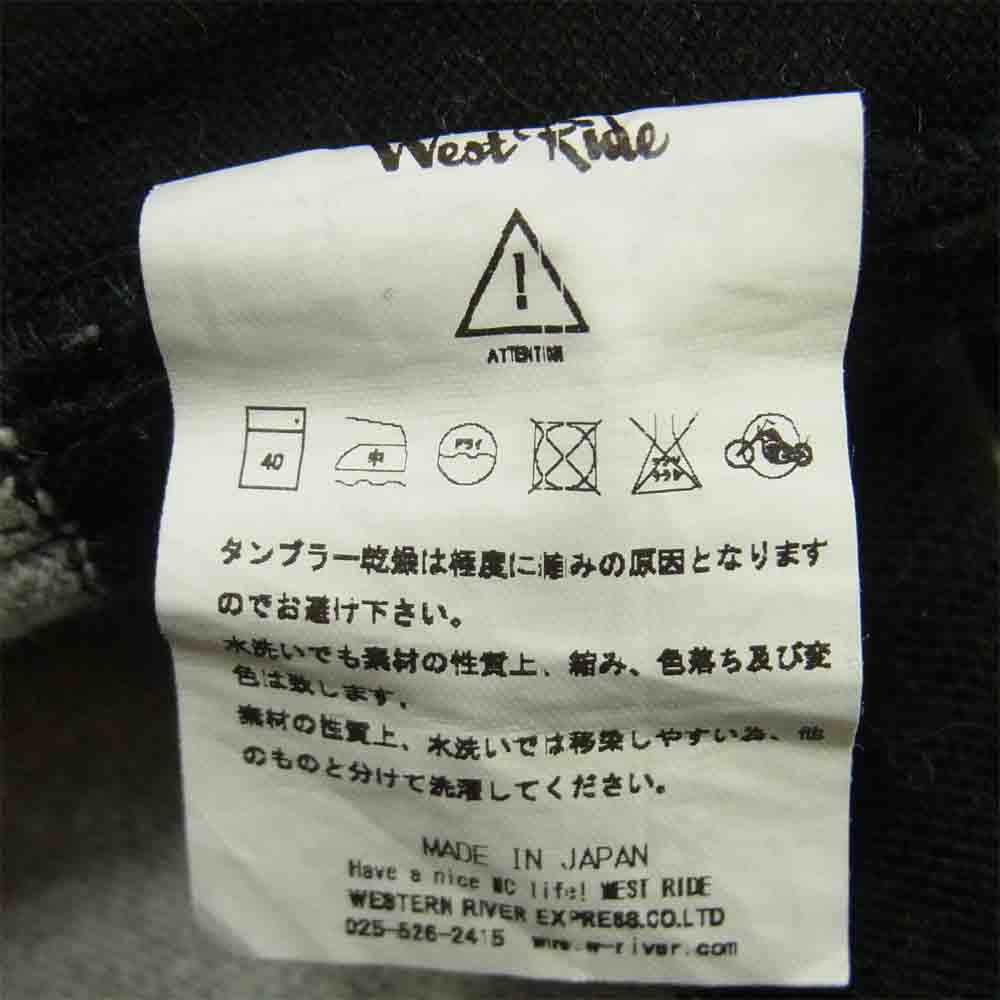 West Ride
!
ATTENTION
40 中 ドライ エンソサラシ
タンブラー乾燥は極度に縮みの原因となります
のでお避け下さい。
水洗いでも素材の性質上、縮み、色落ち及び変
色は致します。
素材の性質上、水洗いでは移染しやすい為、他
のものと分けて洗濯してください。
MADE IN JAPAN
Have a nice MC life! WEST RIDE
WESTERN RIVER EXPRESS.CO.LTD
025-526-2415 www.w-river.com